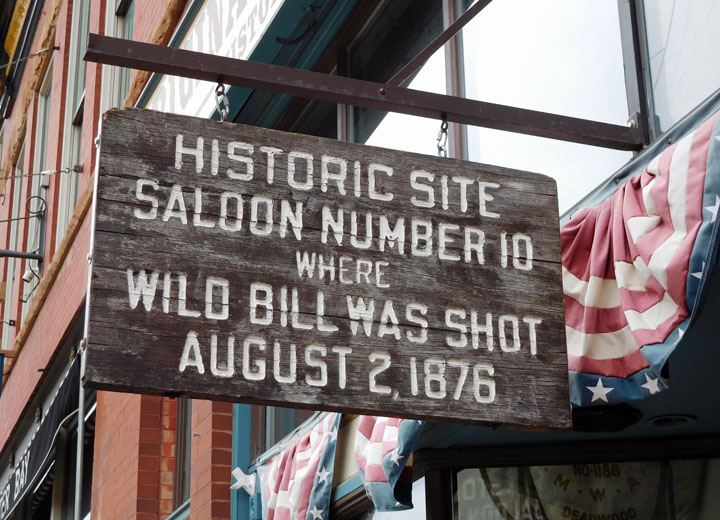 HISTORIC SITE
SALOON NUMBER 10
WHERE
WILD BILL WAS SHOT
AUGUST 2, 1876
NO-1186
M W A
DEADWOOD